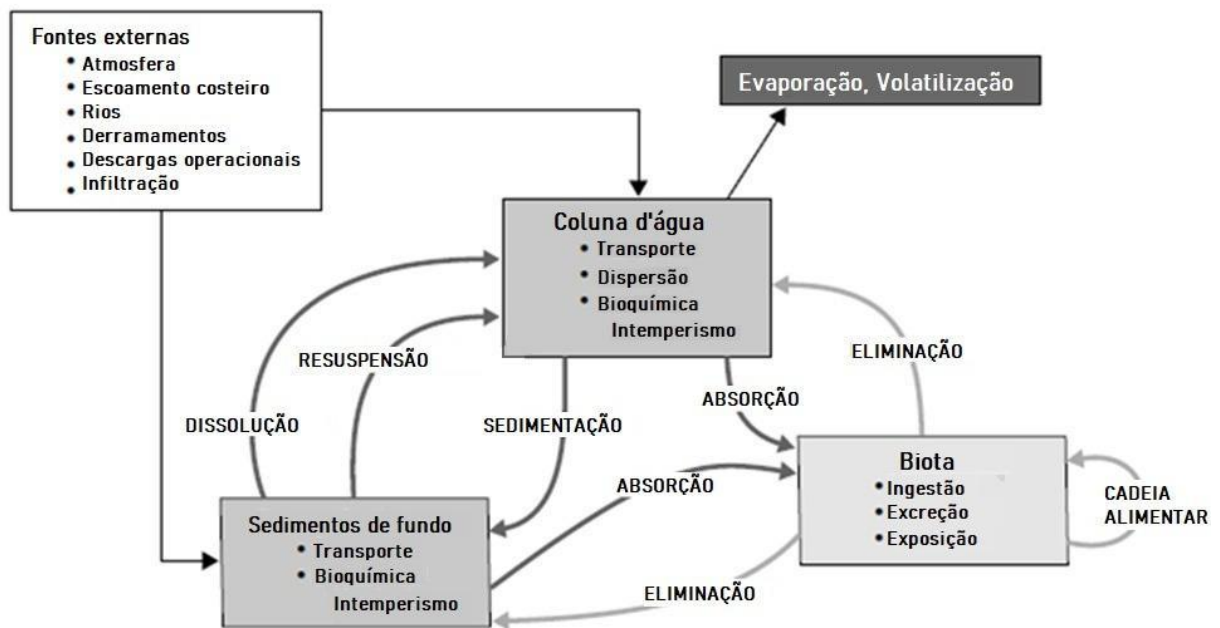 Fontes externas
• Atmosfera
• Escoamento costeiro
• Rios
• Derramamentos
• Descargas operacionais
• Infiltração
Evaporação, Volatilização
Coluna d'água
• Transporte
• Dispersão
• Bioquímica
Intemperismo
RESUSPENSÃO
ELIMINAÇÃO
DISSOLUÇÃO
SEDIMENTAÇÃO
ABSORÇÃO
Biota
• Ingestão
• Excreção
• Exposição
CADEIA
ALIMENTAR
ABSORÇÃO
Sedimentos de fundo
• Transporte
• Bioquímica
Intemperismo
ELIMINAÇÃO